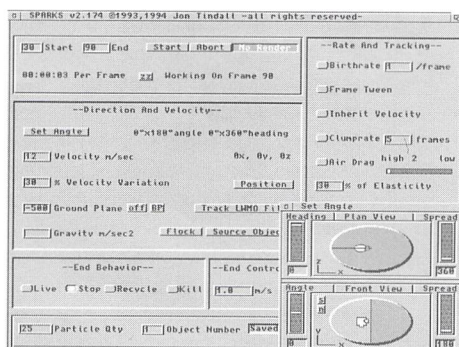 SPARKS v2.174 ©1993,1994 Jon Tindall -all rights reserved-
30 Start 90 End Start Abort No Render
00:00:03 Per Frame zz Working On Frame 90
--Direction And Velocity--
Set Angle 0"x180"angle 0"x360"heading
12 Velocity m/sec 0x, 0y, 0z
30 % Velocity Variation Position
-500 Ground Plane off BP Track LWMO Fil
Gravity m/sec2 Flock Source Objec
--End Behavior--
Live Stop Recycle Kill
--End Contro
1.0 m/s
25 Particle Qty 1 Object Number Saved
--Rate And Tracking--
Birthrate 1 /frame
Frame Tween
Inherit Velocity
Clumprate 5 frames
Air Drag high 2 low
30 % of Elasticity
Set Angle
Heading Plan View Spread
Z X
0 360
Angle Front View Spread
S
Y X
0 180